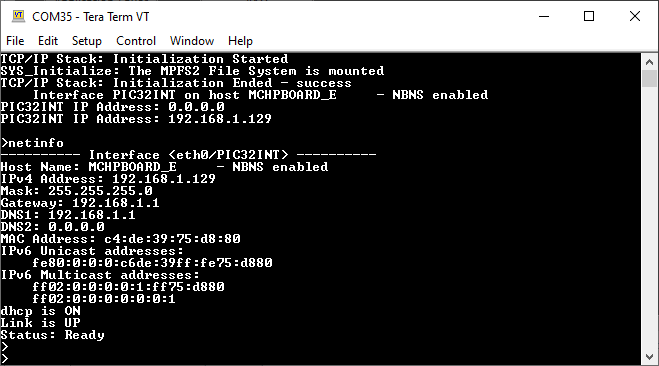 COM35 - Tera Term VT
File Edit Setup Control Window Help
TCP/IP Stack: Initialization Started
SYS_Initialize: The MPFS2 File System is mounted
TCP/IP Stack: Initialization Ended - success
Interface PIC32INT on host MCHPBOARD_E - NBNS enabled
PIC32INT IP Address: 0.0.0.0
PIC32INT IP Address: 192.168.1.129
>netinfo
---------- Interface <eth0/PIC32INT> ----------
Host Name: MCHPBOARD_E - NBNS enabled
IPv4 Address: 192.168.1.129
Mask: 255.255.255.0
Gateway: 192.168.1.1
DNS1: 192.168.1.1
DNS2: 0.0.0.0
MAC Address: c4:de:39:75:d8:80
IPv6 Unicast addresses:
fe80:0:0:0:c6de:39ff:fe75:d880
IPv6 Multicast addresses:
ff02:0:0:0:0:1:ff75:d880
ff02:0:0:0:0:0:0:1
dhcp is ON
Link is UP
Status: Ready
>
>